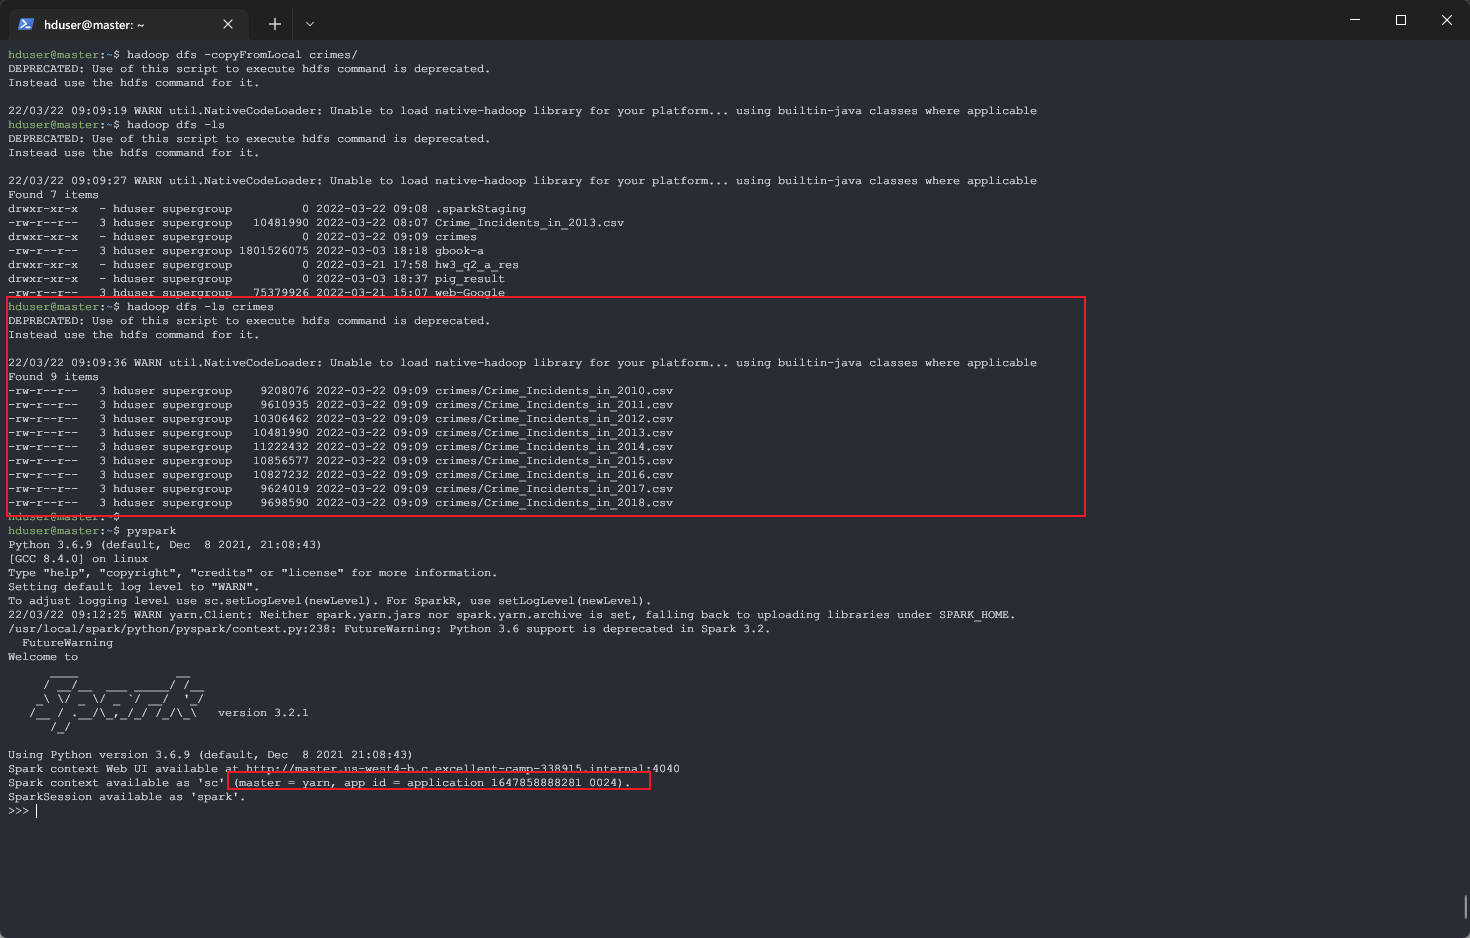 hduser@master: ~
hduser@master:~$ hadoop dfs -copyFromLocal crimes/
DEPRECATED: Use of this script to execute hdfs command is deprecated.
Instead use the hdfs command for it.
22/03/22 09:09:19 WARN util.NativeCodeLoader: Unable to load native-hadoop library for your platform... using builtin-java classes where applicable
hduser@master:~$ hadoop dfs -ls
DEPRECATED: Use of this script to execute hdfs command is deprecated.
Instead use the hdfs command for it.
22/03/22 09:09:27 WARN util.NativeCodeLoader: Unable to load native-hadoop library for your platform... using builtin-java classes where applicable
Found 7 items
drwxr-xr-x   - hduser supergroup          0 2022-03-22 09:08 .sparkStaging
-rw-r--r--   3 hduser supergroup   10481990 2022-03-22 08:07 Crime_Incidents_in_2013.csv
drwxr-xr-x   - hduser supergroup          0 2022-03-22 09:09 crimes
-rw-r--r--   3 hduser supergroup 1801526075 2022-03-03 18:18 gbook-a
drwxr-xr-x   - hduser supergroup          0 2022-03-21 17:58 hw3_q2_a_res
drwxr-xr-x   - hduser supergroup          0 2022-03-03 18:37 pig_result
-rw-r--r--   3 hduser supergroup   75379926 2022-03-21 15:07 web-Google
hduser@master:~$ hadoop dfs -ls crimes
DEPRECATED: Use of this script to execute hdfs command is deprecated.
Instead use the hdfs command for it.
22/03/22 09:09:36 WARN util.NativeCodeLoader: Unable to load native-hadoop library for your platform... using builtin-java classes where applicable
Found 9 items
-rw-r--r--   3 hduser supergroup    9208076 2022-03-22 09:09 crimes/Crime_Incidents_in_2010.csv
-rw-r--r--   3 hduser supergroup    9610935 2022-03-22 09:09 crimes/Crime_Incidents_in_2011.csv
-rw-r--r--   3 hduser supergroup   10306462 2022-03-22 09:09 crimes/Crime_Incidents_in_2012.csv
-rw-r--r--   3 hduser supergroup   10481990 2022-03-22 09:09 crimes/Crime_Incidents_in_2013.csv
-rw-r--r--   3 hduser supergroup   11222432 2022-03-22 09:09 crimes/Crime_Incidents_in_2014.csv
-rw-r--r--   3 hduser supergroup   10856577 2022-03-22 09:09 crimes/Crime_Incidents_in_2015.csv
-rw-r--r--   3 hduser supergroup   10827232 2022-03-22 09:09 crimes/Crime_Incidents_in_2016.csv
-rw-r--r--   3 hduser supergroup    9624019 2022-03-22 09:09 crimes/Crime_Incidents_in_2017.csv
-rw-r--r--   3 hduser supergroup    9698590 2022-03-22 09:09 crimes/Crime_Incidents_in_2018.csv
hduser@master:~$
hduser@master:~$ pyspark
Python 3.6.9 (default, Dec  8 2021, 21:08:43)
[GCC 8.4.0] on linux
Type "help", "copyright", "credits" or "license" for more information.
Setting default log level to "WARN".
To adjust logging level use sc.setLogLevel(newLevel). For SparkR, use setLogLevel(newLevel).
22/03/22 09:12:25 WARN yarn.Client: Neither spark.yarn.jars nor spark.yarn.archive is set, falling back to uploading libraries under SPARK_HOME.
/usr/local/spark/python/pyspark/context.py:238: FutureWarning: Python 3.6 support is deprecated in Spark 3.2.
  FutureWarning
Welcome to
      ____              __
     / __/__  ___ _____/ /__
    _\ \/ _ \/ _ `/ __/  '_/
   /__ / .__/\_,_/_/ /_/\_\   version 3.2.1
      /_/
Using Python version 3.6.9 (default, Dec  8 2021 21:08:43)
Spark context Web UI available at http://master.us-west4-b.c.excellent-camp-338915.internal:4040
Spark context available as 'sc' (master = yarn, app id = application_1647858888281_0024).
SparkSession available as 'spark'.
>>>